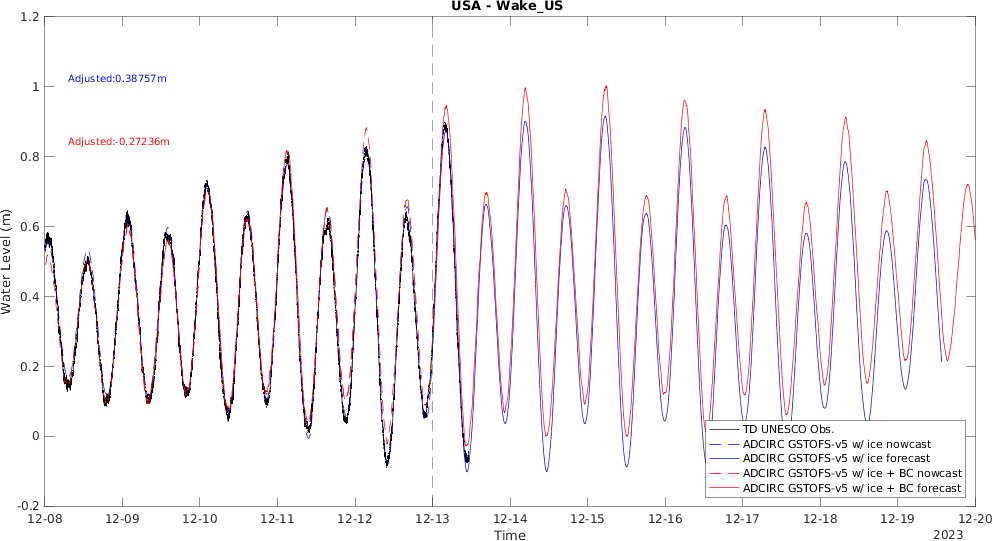 USA - Wake_US
1.2
1
0.8
0.6
0.4
0.2
0
-0.2
Water Level (m)
Adjusted:0.38757m
Adjusted:-0.27236m
TD UNESCO Obs.
ADCIRC GSTOFS-v5 w/ ice nowcast
ADCIRC GSTOFS-v5 w/ ice forecast
ADCIRC GSTOFS-v5 w/ ice + BC nowcast
ADCIRC GSTOFS-v5 w/ ice + BC forecast
12-08 12-09 12-10 12-11 12-12 12-13 12-14 12-15 12-16 12-17 12-18 12-19 12-20
Time
2023